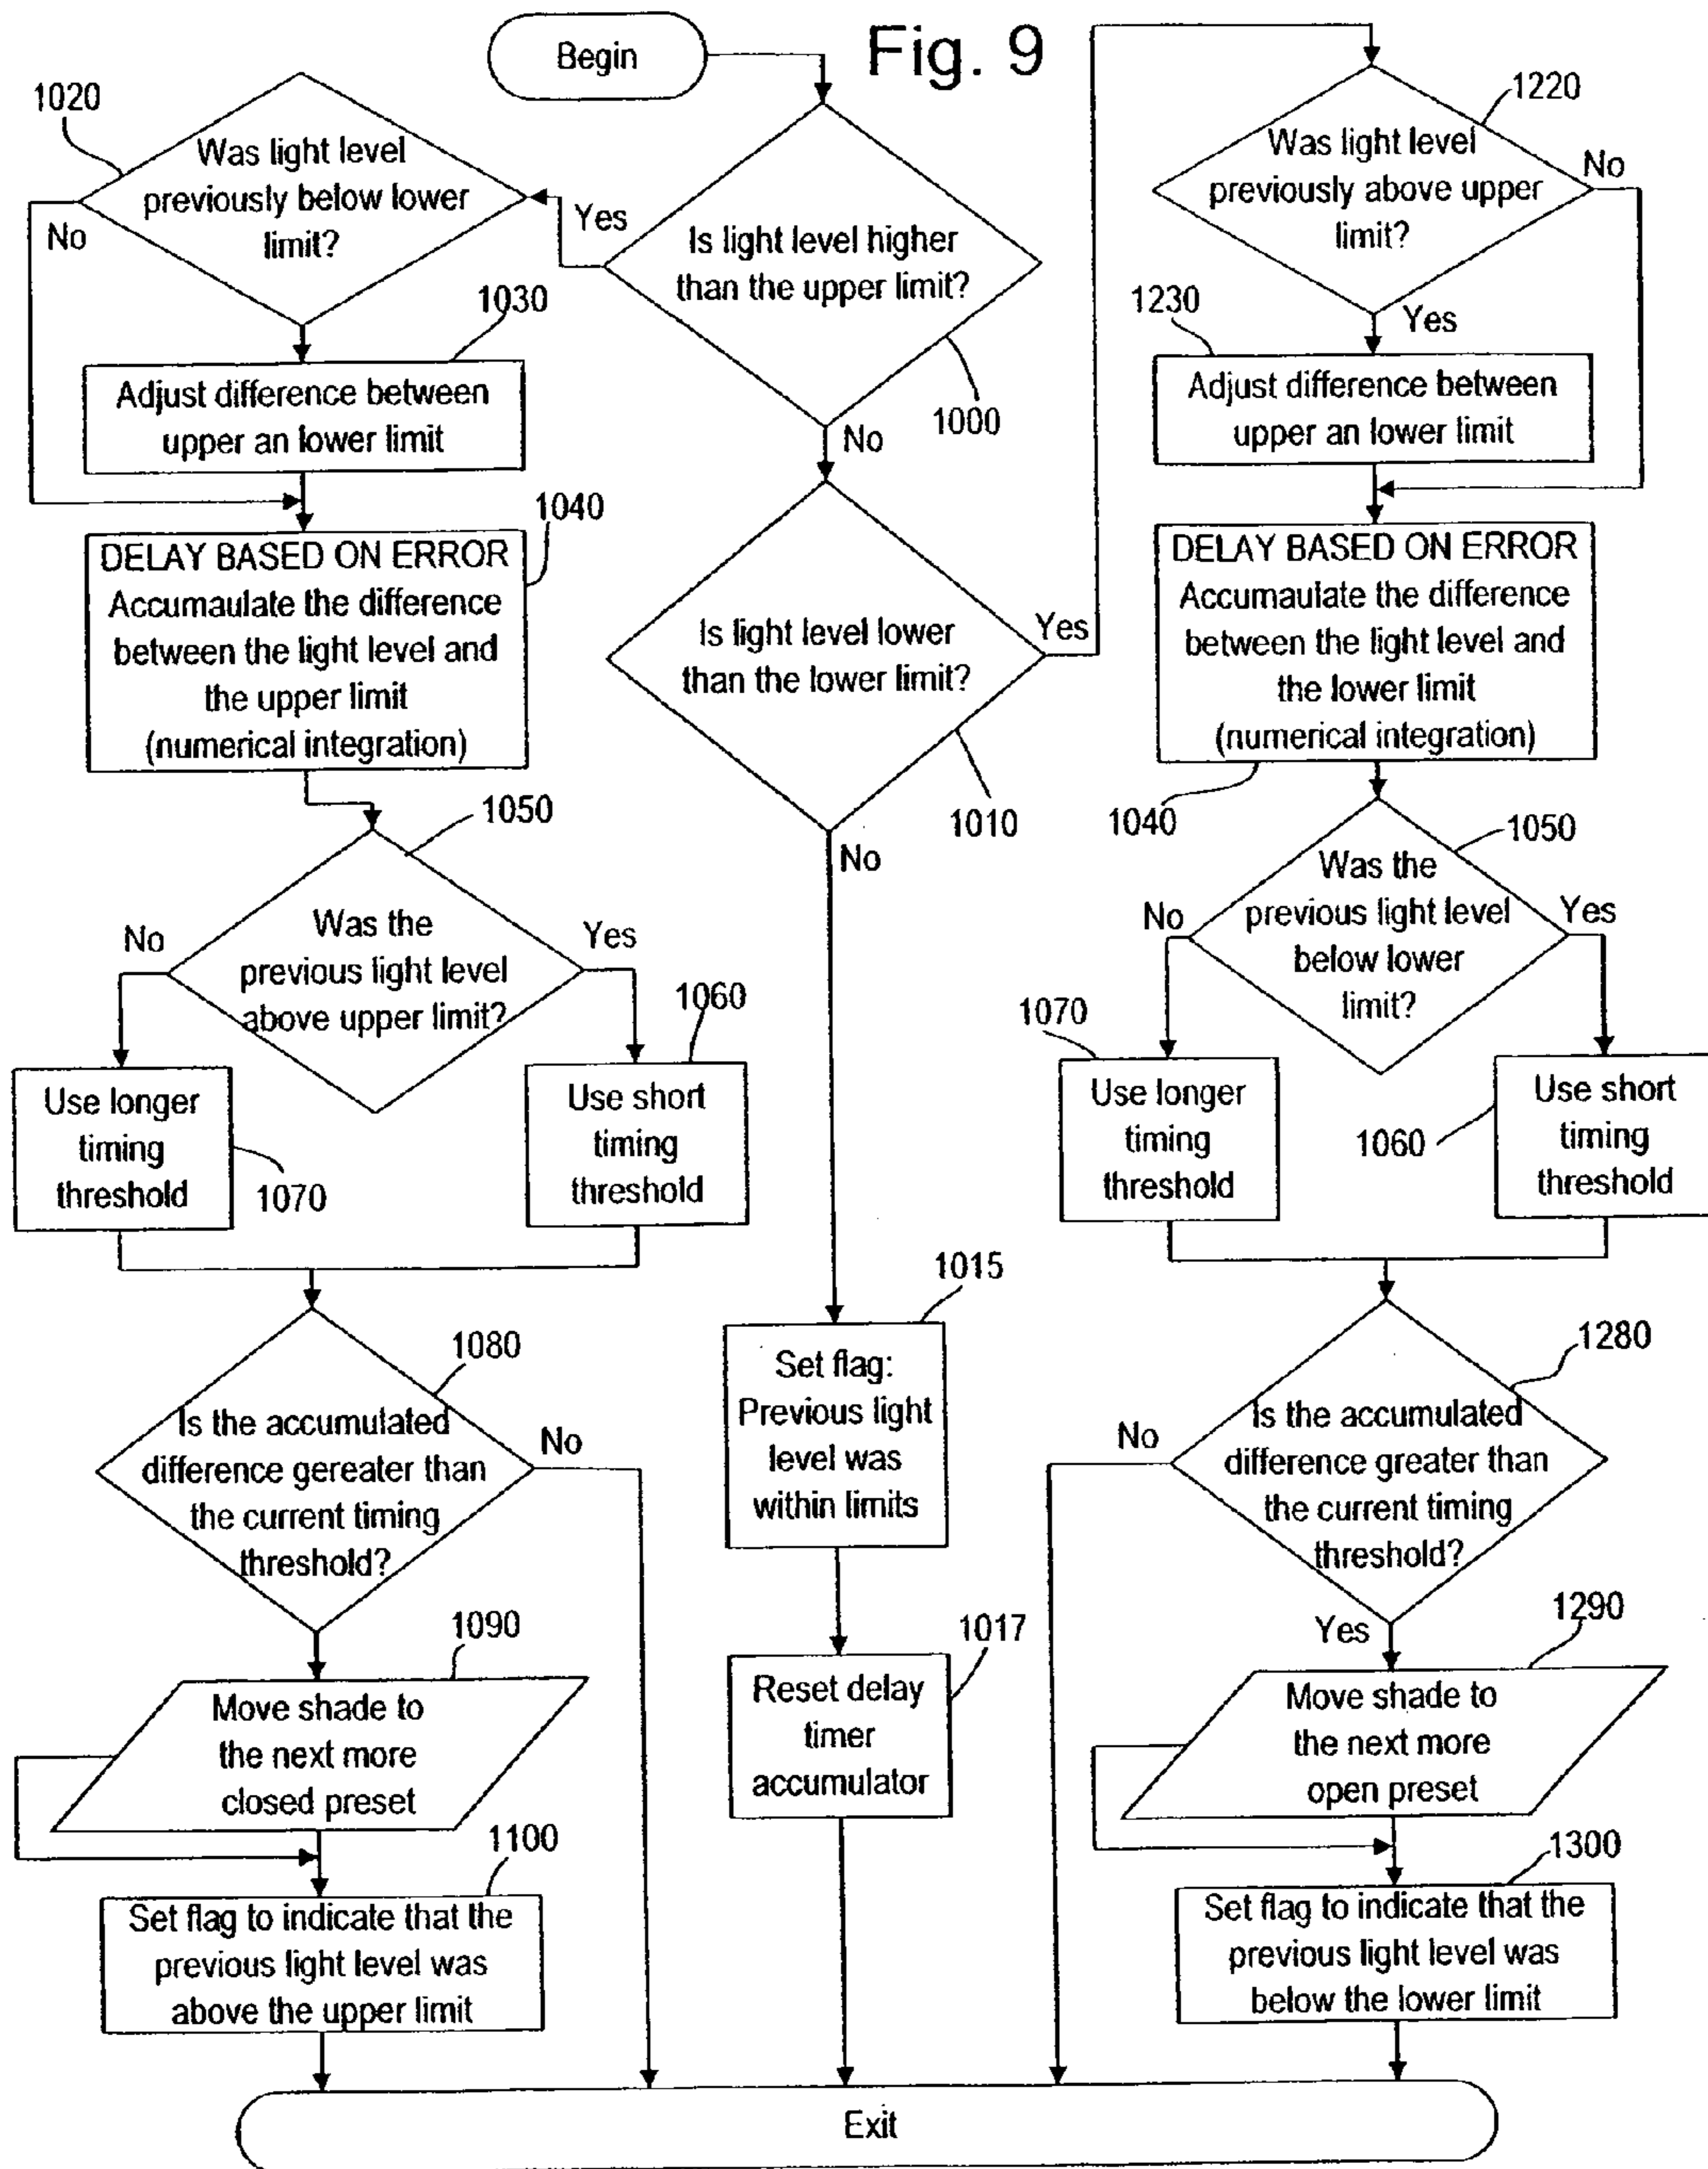 Fig. 9
Begin
1020
Was light level
previously below lower
limit?
No
1030
Adjust difference between
upper an lower limit
1040
DELAY BASED ON ERROR
Accumaulate the difference
between the light level and
the upper limit
(numerical integration)
1050
Was the
previous light level
above upper limit?
No
Yes
1070
Use longer
timing
threshold
1060
Use short
timing
threshold
1080
Is the accumulated
difference gereater than
the current timing
threshold?
No
1090
Move shade to
the next more
closed preset
1100
Set flag to indicate that the
previous light level was
above the upper limit
Yes
Is light level higher
than the upper limit?
1000
No
Is light level lower
than the lower limit?
Yes
1010
No
1015
Set flag:
Previous light
level was
within limits
1017
Reset delay
timer
accumulator
1220
Was light level
previously above upper
limit?
No
Yes
1230
Adjust difference between
upper an lower limit
DELAY BASED ON ERROR
Accumaulate the difference
between the light level and
the lower limit
(numerical integration)
1040
1050
Was the
previous light level
below lower
limit?
No
Yes
1070
Use longer
timing
threshold
1060
Use short
timing
threshold
1280
Is the accumulated
difference greater than
the current timing
threshold?
No
Yes
1290
Move shade to
the next more
open preset
1300
Set flag to indicate that the
previous light level was
below the lower limit
Exit